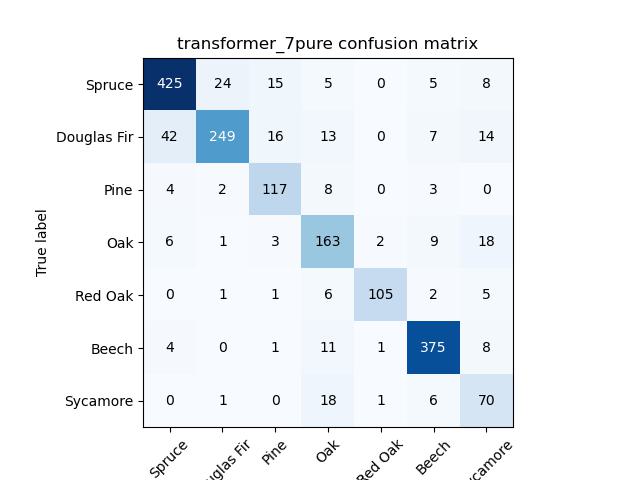 transformer_7pure confusion matrix
Spruce 425 24 15 5 0 5 8
Douglas Fir 42 249 16 13 0 7 14
Pine 4 2 117 8 0 3 0
True label
Oak 6 1 3 163 2 9 18
Red Oak 0 1 1 6 105 2 5
Beech 4 0 1 11 1 375 8
Sycamore 0 1 0 18 1 6 70
Spruce uglas Fir Pine Oak Red Oak Beech camore